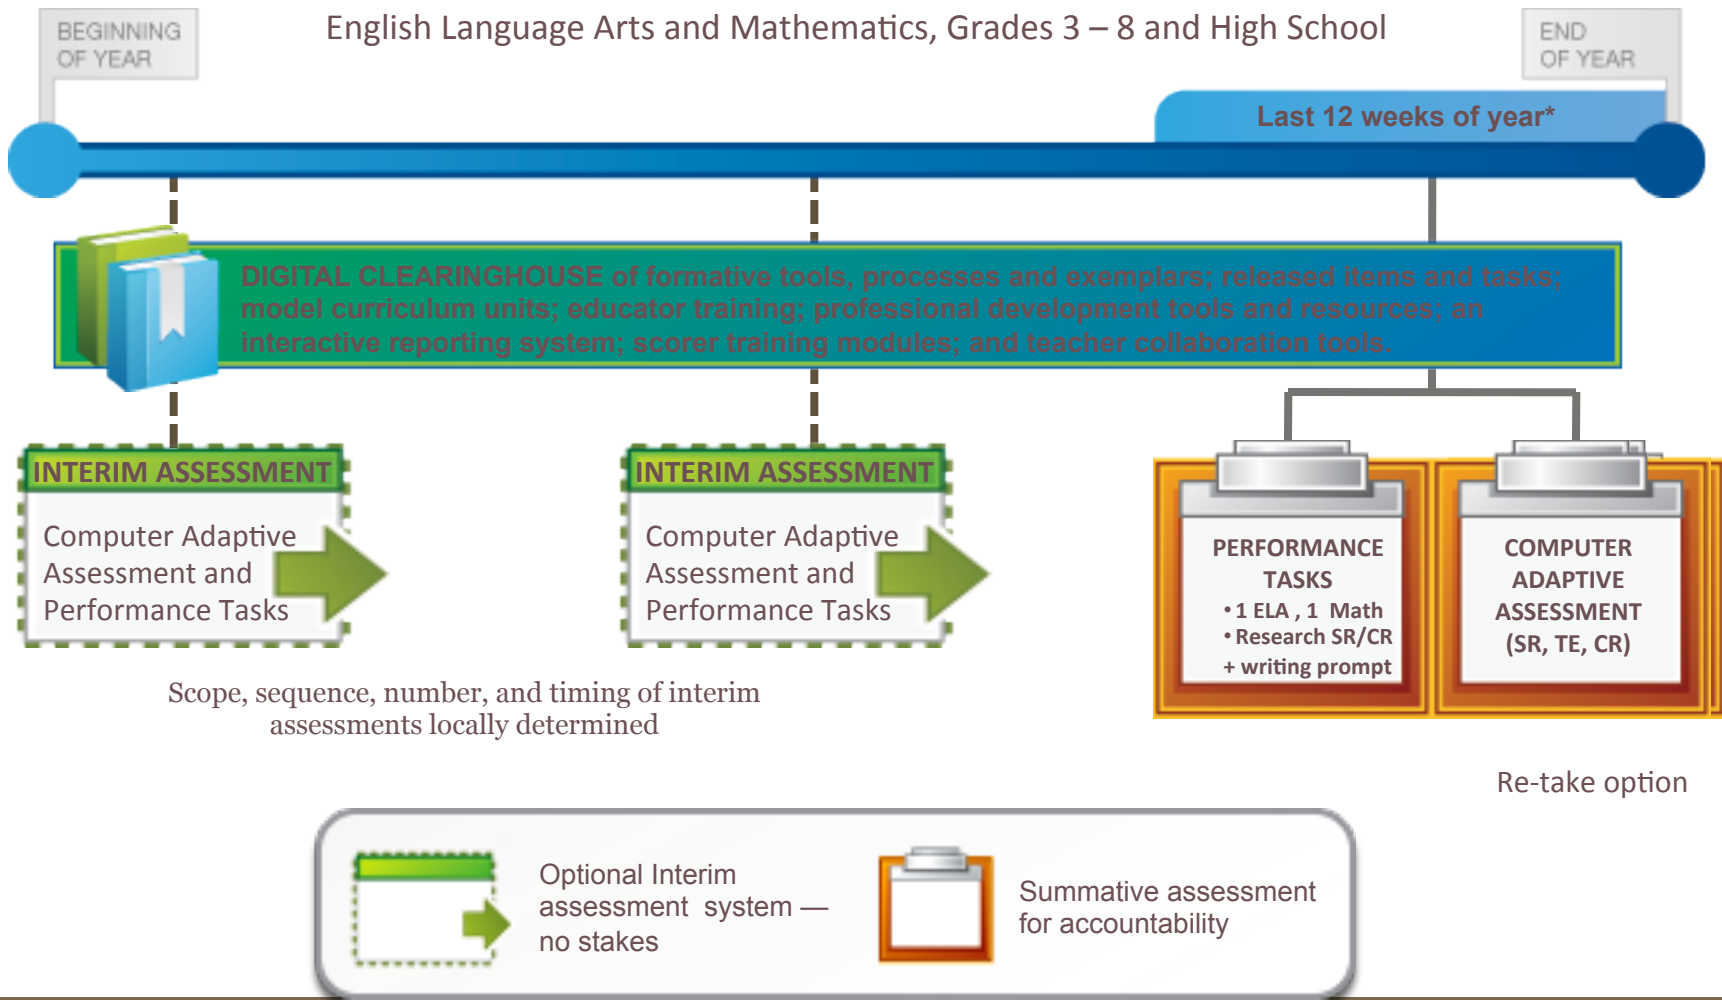 BEGINNING
OF YEAR
English Language Arts and Mathematics, Grades 3 – 8 and High School
END
OF YEAR
Last 12 weeks of year*
DIGITAL CLEARINGHOUSE of formative tools, processes and exemplars; released items and tasks;
model curriculum units; educator training; professional development tools and resources; an
interactive reporting system; scorer training modules; and teacher collaboration tools.
INTERIM ASSESSMENT
Computer Adaptive
Assessment and
Performance Tasks
INTERIM ASSESSMENT
Computer Adaptive
Assessment and
Performance Tasks
PERFORMANCE
TASKS
• 1 ELA , 1 Math
• Research SR/CR
+ writing prompt
COMPUTER
ADAPTIVE
ASSESSMENT
(SR, TE, CR)
Scope, sequence, number, and timing of interim
assessments locally determined
Re-take option
Optional Interim
assessment system —
no stakes
Summative assessment
for accountability